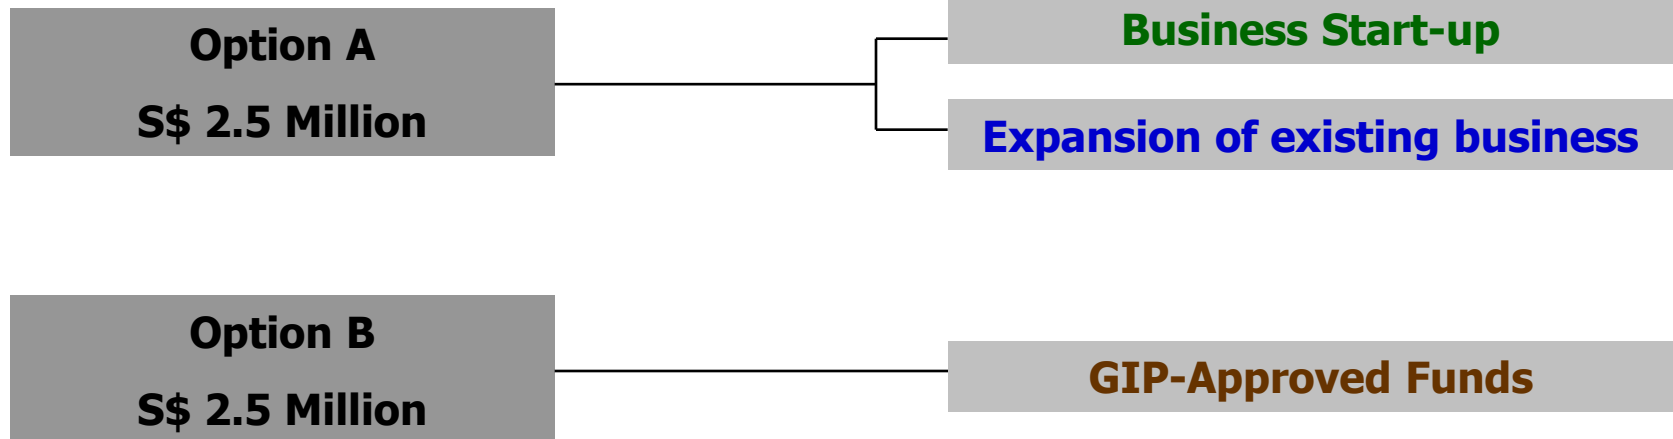 Option A
S$ 2.5 Million
Business Start-up
Expansion of existing business
Option B
S$ 2.5 Million
GIP-Approved Funds